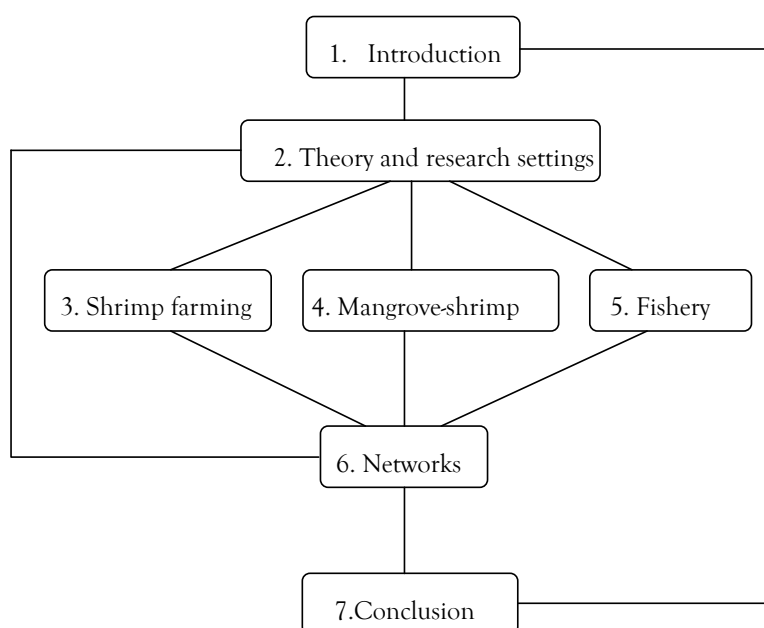 1. Introduction
2. Theory and research settings
3. Shrimp farming
4. Mangrove-shrimp
5. Fishery
6. Networks
7.Conclusion